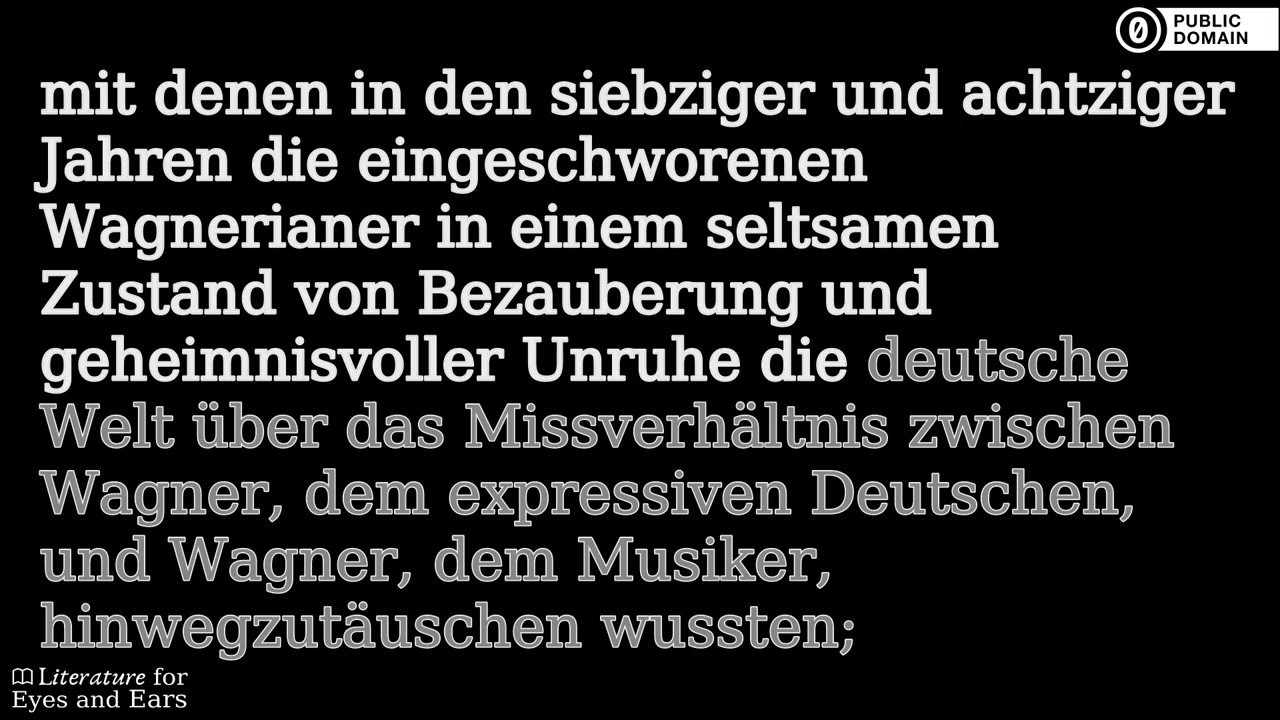 PUBLIC
DOMAIN
mit denen in den siebziger und achtziger
Jahren die eingeschworenen
Wagnerianer in einem seltsamen
Zustand von Bezauberung und
geheimnisvoller Unruhe die deutsche
Welt über das Missverhältnis zwischen
Wagner, dem expressiven Deutschen,
und Wagner, dem Musiker,
hinwegzutäuschen wussten;
Literature for
Eyes and Ears